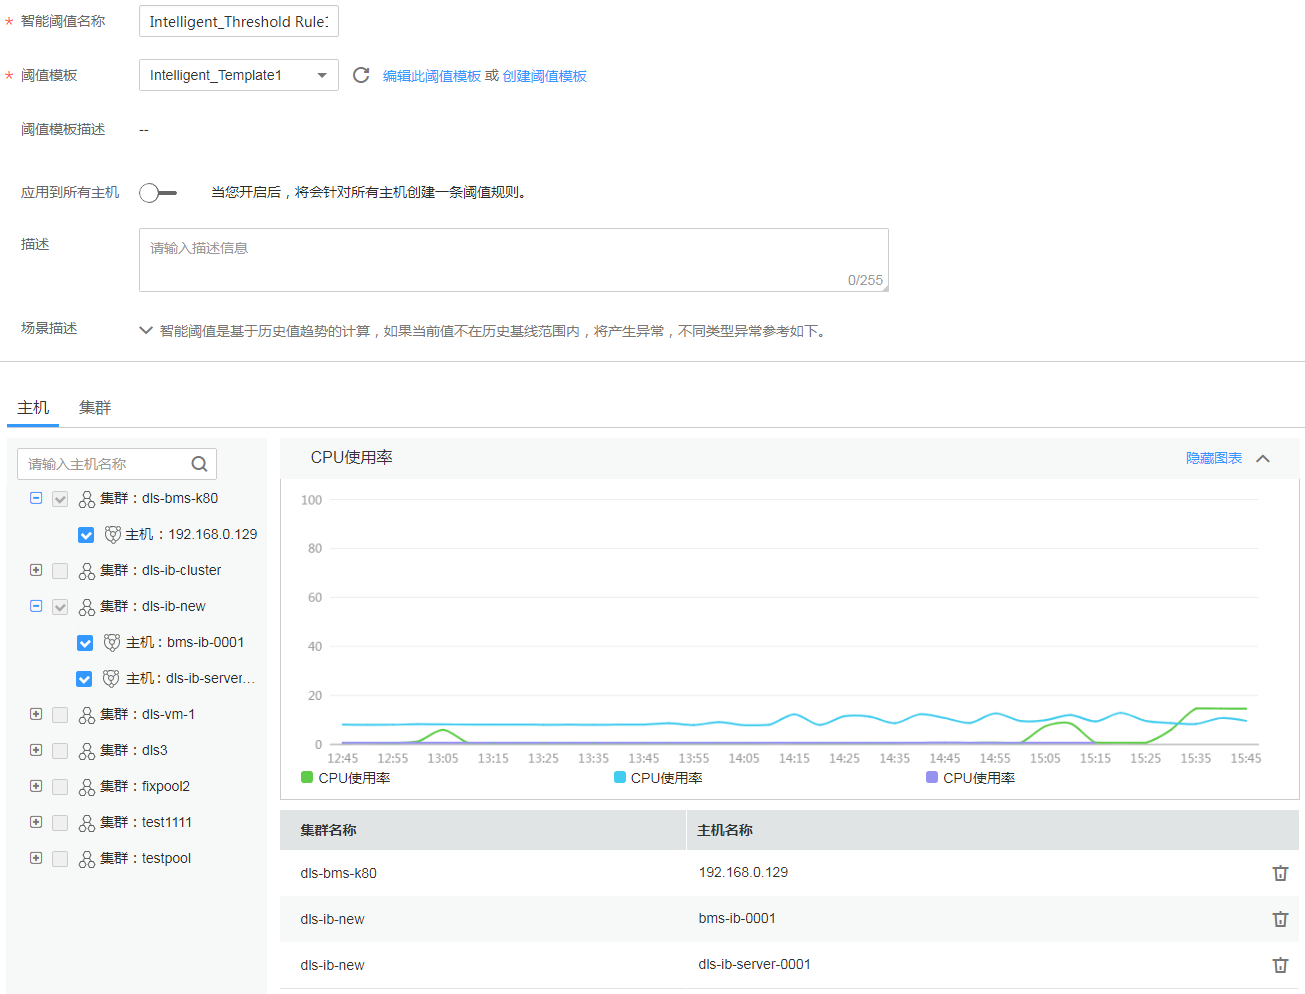 * 智能阈值名称 Intelligent_Threshold Rule1
* 阈值模板 Intelligent_Template1 编辑此阈值模板 或 创建阈值模板
阈值模板描述 --
应用到所有主机 当您开启后，将会针对所有主机创建一条阈值规则。
描述 请输入描述信息
0/255
场景描述 智能阈值是基于历史值趋势的计算，如果当前值不在历史基线范围内，将产生异常，不同类型异常参考如下。
主机 集群
请输入主机名称
集群：dls-bms-k80
主机：192.168.0.129
集群：dls-ib-cluster
集群：dls-ib-new
主机：bms-ib-0001
主机：dls-ib-server...
集群：dls-vm-1
集群：dls3
集群：fixpool2
集群：test1111
集群：testpool
CPU使用率 隐藏图表
100
80
60
40
20
0
12:45 12:55 13:05 13:15 13:25 13:35 13:45 13:55 14:05 14:15 14:25 14:35 14:45 14:55 15:05 15:15 15:25 15:35 15:45
CPU使用率 CPU使用率 CPU使用率
集群名称 主机名称
dls-bms-k80 192.168.0.129
dls-ib-new bms-ib-0001
dls-ib-new dls-ib-server-0001